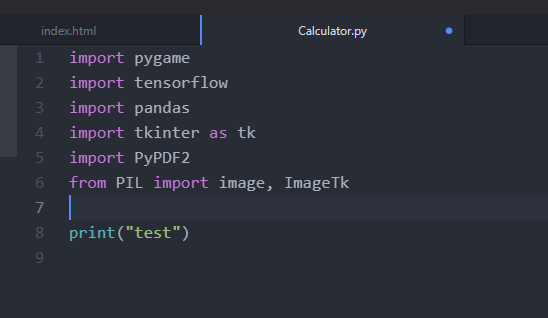 index.html Calculator.py
1 import pygame
2 import tensorflow
3 import pandas
4 import tkinter as tk
5 import PyPDF2
6 from PIL import image, ImageTk
7
8 print("test")
9